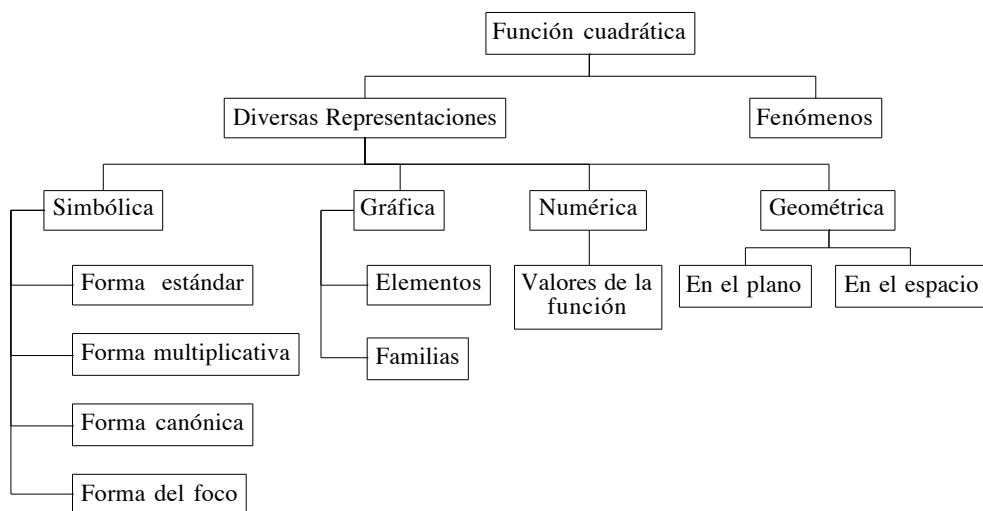 Función cuadrática
Diversas Representaciones
Fenómenos
Simbólica
Gráfica
Numérica
Geométrica
Forma estándar
Elementos
Valores de la
función
En el plano
En el espacio
Forma multiplicativa
Familias
Forma canónica
Forma del foco